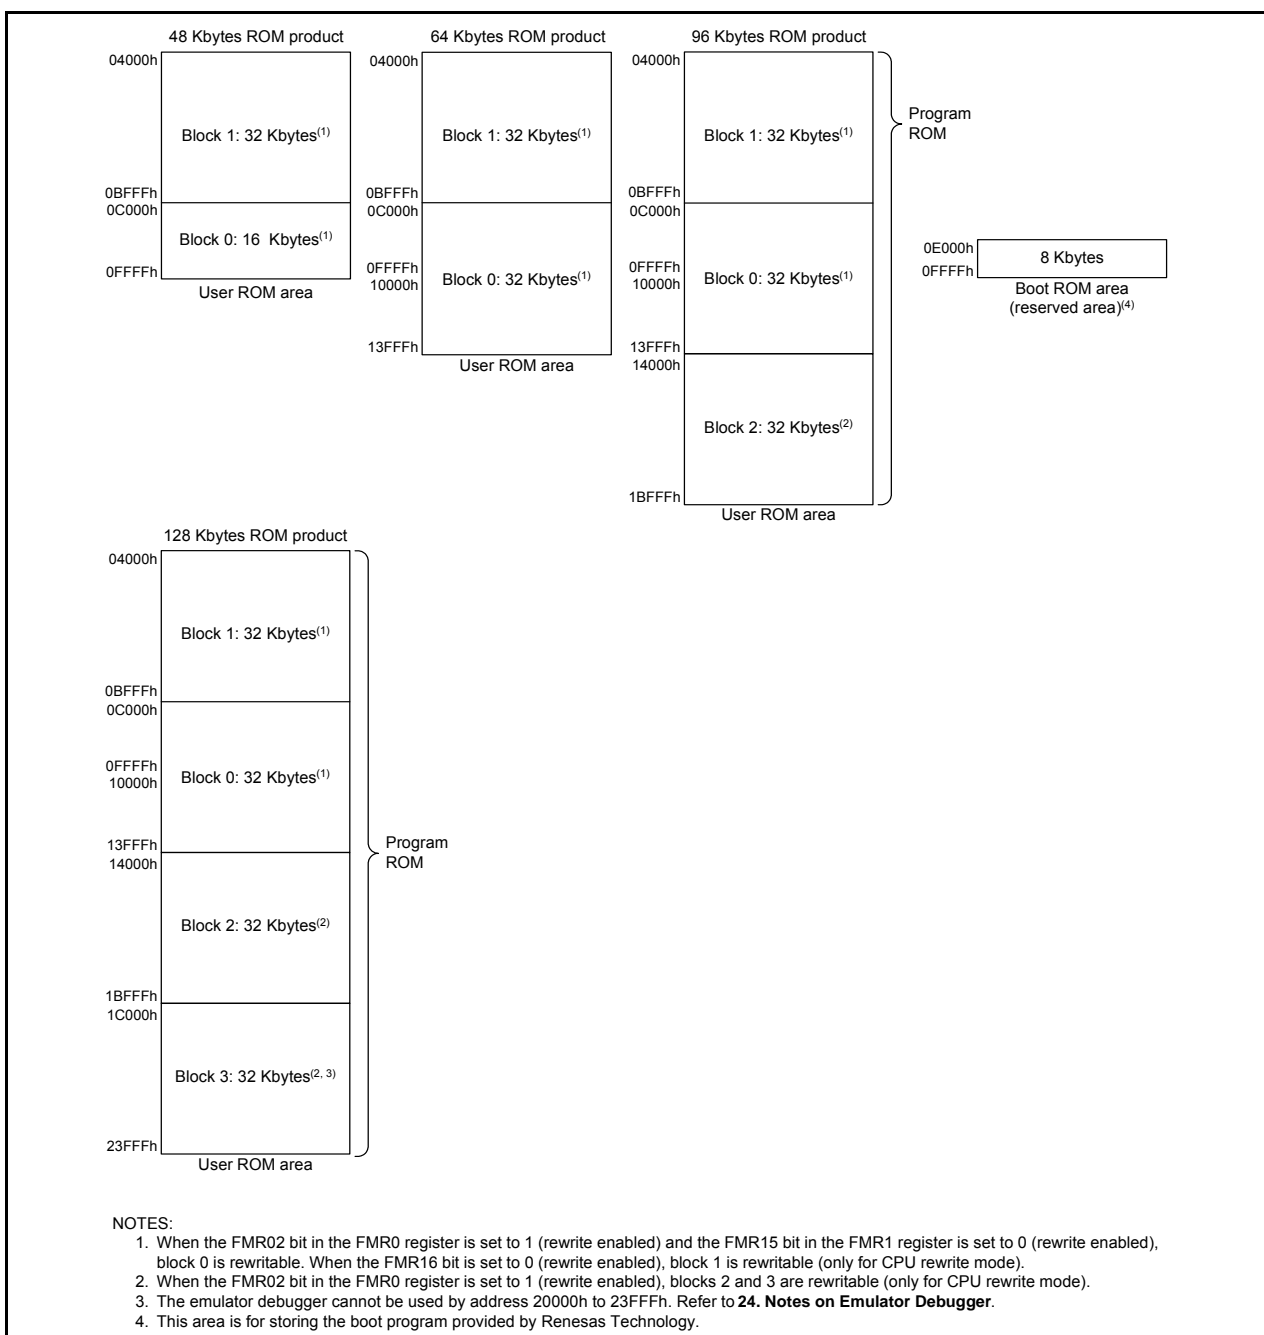 48 Kbytes ROM product
04000h
Block 1: 32 Kbytes(1)
0BFFFh
0C000h
Block 0: 16 Kbytes(1)
0FFFFh
User ROM area
64 Kbytes ROM product
04000h
Block 1: 32 Kbytes(1)
0BFFFh
0C000h
0FFFFh
10000h
Block 0: 32 Kbytes(1)
13FFFh
User ROM area
96 Kbytes ROM product
04000h
Block 1: 32 Kbytes(1)
0BFFFh
0C000h
0FFFFh
10000h
Block 0: 32 Kbytes(1)
13FFFh
14000h
Block 2: 32 Kbytes(2)
1BFFFh
User ROM area
Program
ROM
0E000h
0FFFFh
8 Kbytes
Boot ROM area
(reserved area)(4)
128 Kbytes ROM product
04000h
Block 1: 32 Kbytes(1)
0BFFFh
0C000h
0FFFFh
10000h
Block 0: 32 Kbytes(1)
13FFFh
14000h
Block 2: 32 Kbytes(2)
1BFFFh
1C000h
Block 3: 32 Kbytes(2, 3)
23FFFh
User ROM area
Program
ROM
NOTES:
1. When the FMR02 bit in the FMR0 register is set to 1 (rewrite enabled) and the FMR15 bit in the FMR1 register is set to 0 (rewrite enabled),
block 0 is rewritable. When the FMR16 bit is set to 0 (rewrite enabled), block 1 is rewritable (only for CPU rewrite mode).
2. When the FMR02 bit in the FMR0 register is set to 1 (rewrite enabled), blocks 2 and 3 are rewritable (only for CPU rewrite mode).
3. The emulator debugger cannot be used by address 20000h to 23FFFh. Refer to 24. Notes on Emulator Debugger.
4. This area is for storing the boot program provided by Renesas Technology.